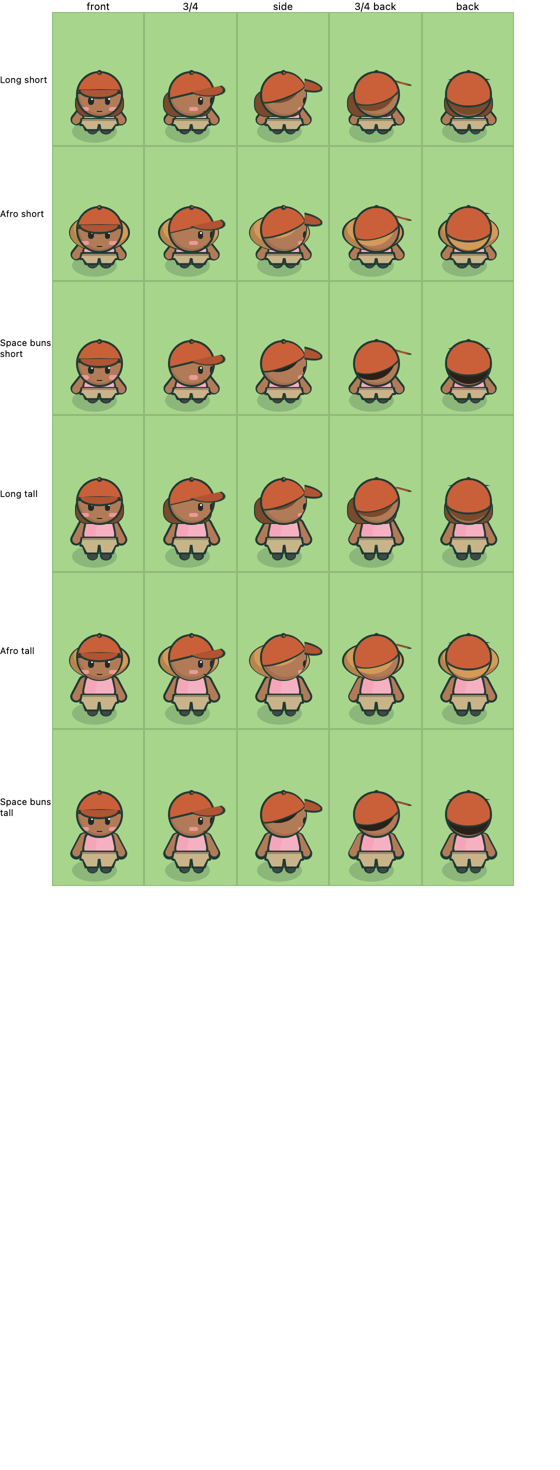 front 3/4 side 3/4 back back
Long short
Afro short
Space buns
short
Long tall
Afro tall
Space buns
tall